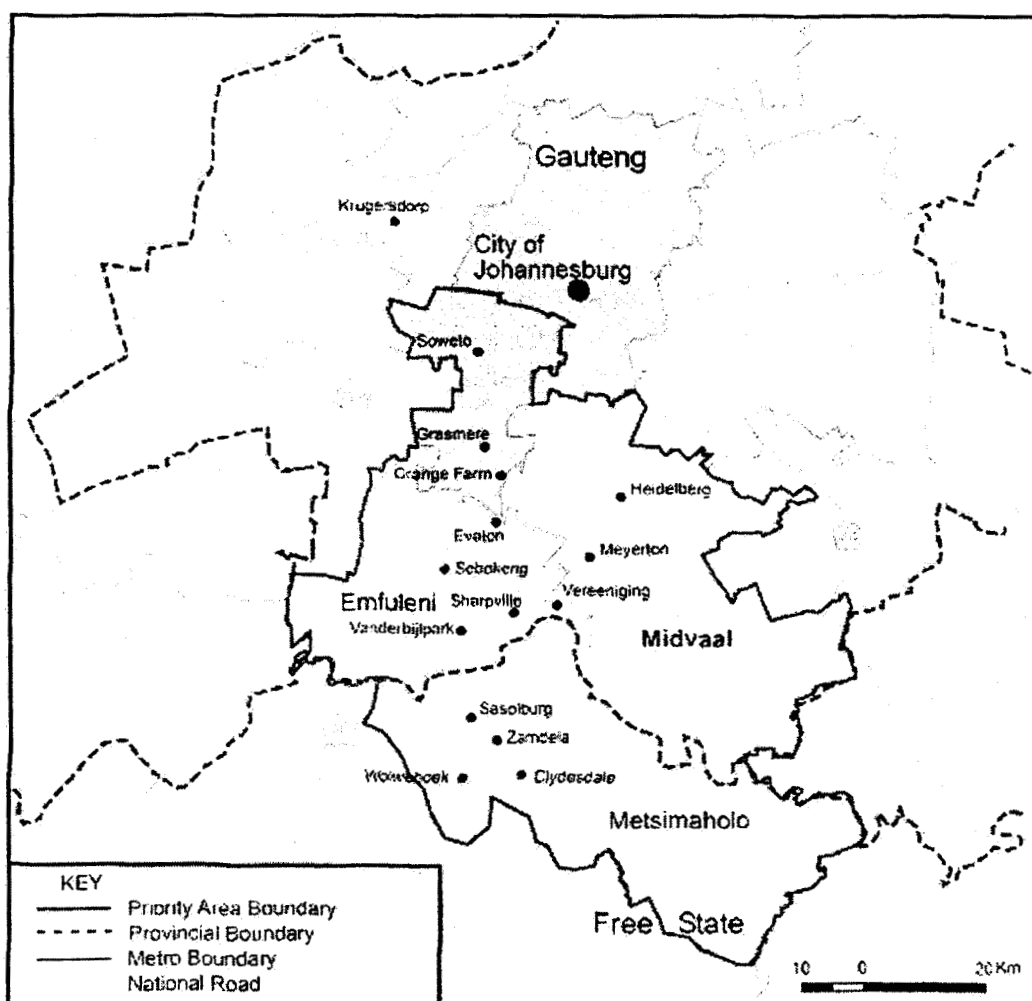 Gauteng
Krugersdorp
City of
Johannesburg
Soweto
Grasmere
Orange Farm
Heidelberg
Evaton
Meyerton
Sebokeng
Vereeniging
Emfuleni
Sharpville
Vanderbijlpark
Midvaal
Sasolburg
Zamdela
Clydesdale
Metsimaholo
Free State
KEY
Priority Area Boundary
Provincial Boundary
Metro Boundary
National Road
10 0 20 Km